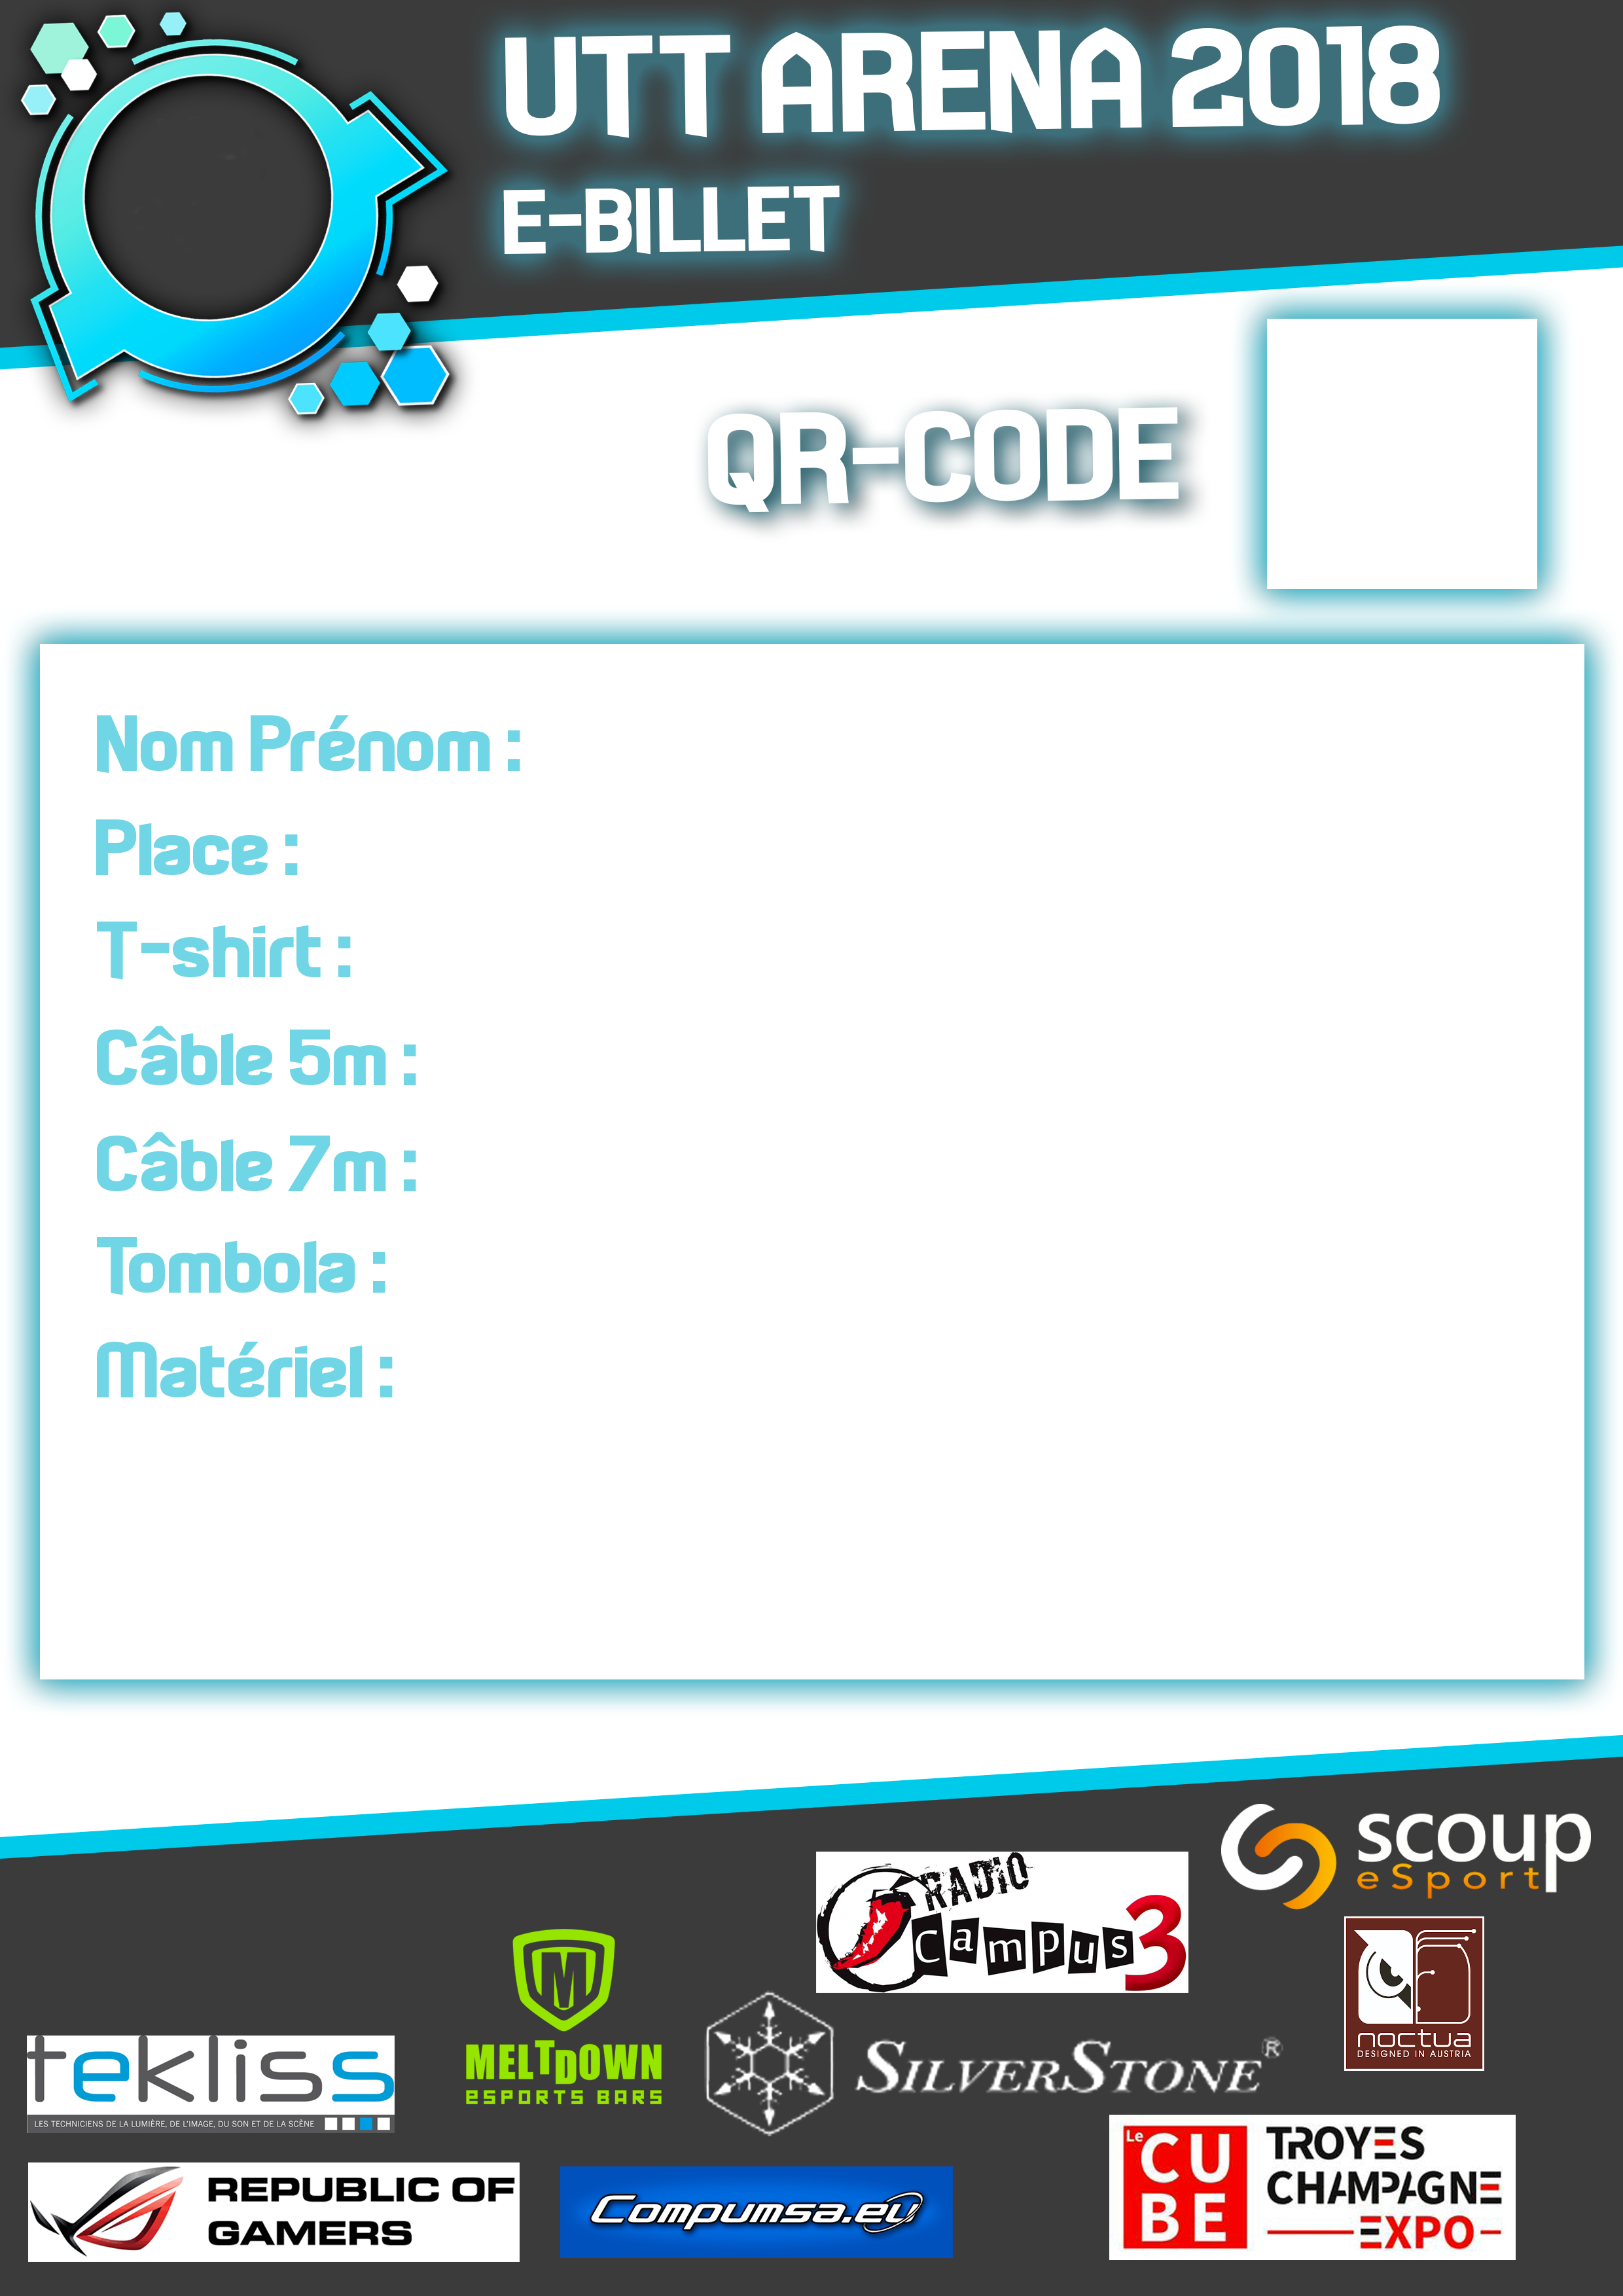 UTT ARENA 2018
E-BILLET
QR-CODE
Nom Prénom :
Place :
T-shirt :
Câble 5m :
Câble 7m :
Tombola :
Matériel :
scoup
eSport
RADIO
campus3
noctua
DESIGNED IN AUSTRIA
M
MELTDOWN
ESPORTS BARS
SILVERSTONE®
tekliss
LES TECHNICIENS DE LA LUMIÈRE, DE L'IMAGE, DU SON ET DE LA SCÈNE
REPUBLIC OF
GAMERS
Compumsa.eu
Le CUBE
TROYES
CHAMPAGNE
EXPO